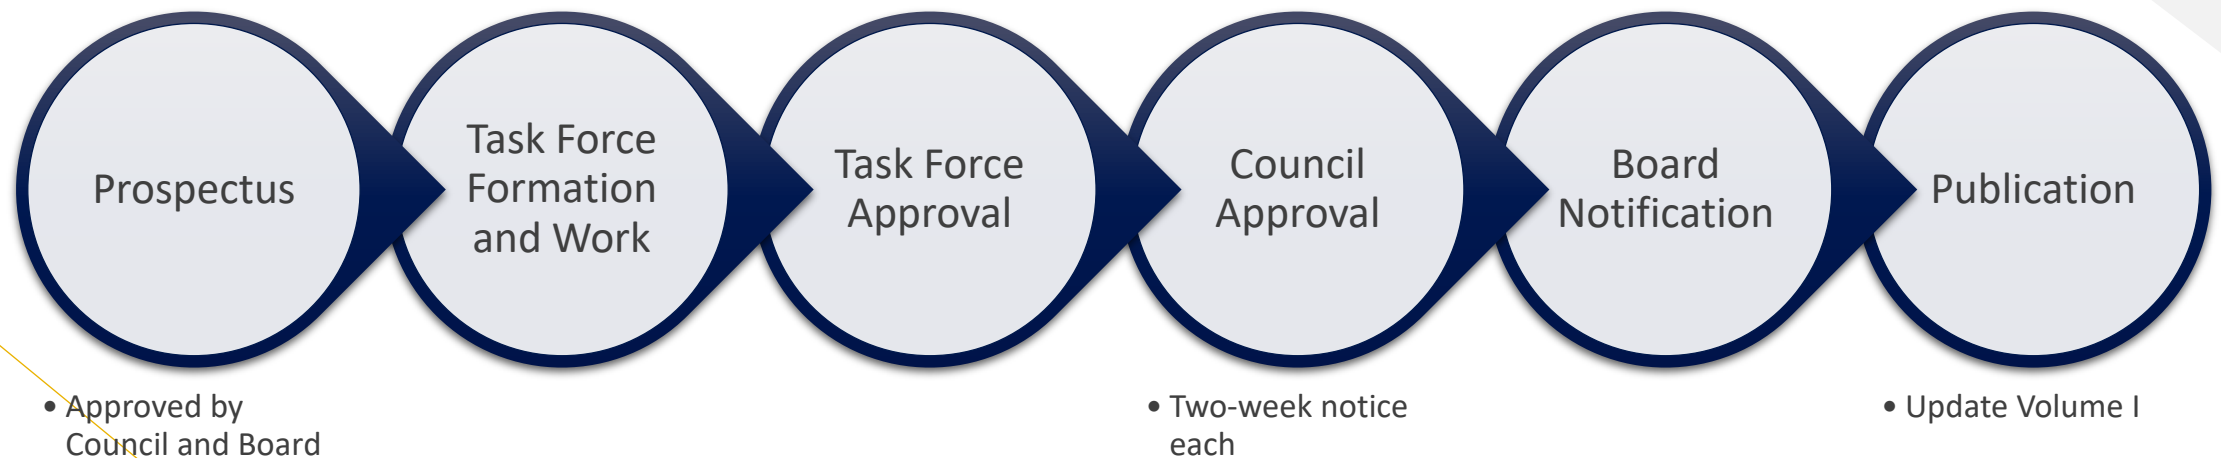 Prospectus
Task Force
Formation
and Work
Task Force
Approval
Council
Approval
Board
Notification
Publication
• Approved by
Council and Board
• Two-week notice
each
• Update Volume I